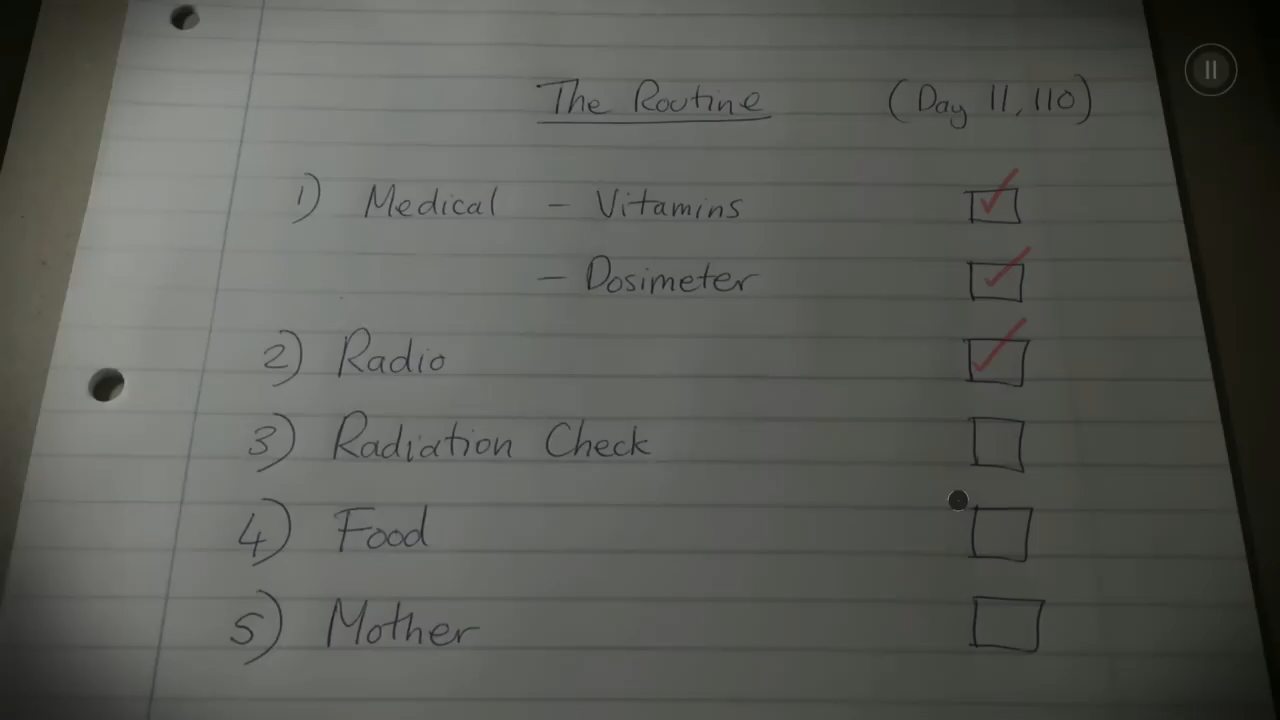 The Routine (Day 11,110)
1) Medical - Vitamins
- Dosimeter
2) Radio
3) Radiation Check
4) Food
5) Mother